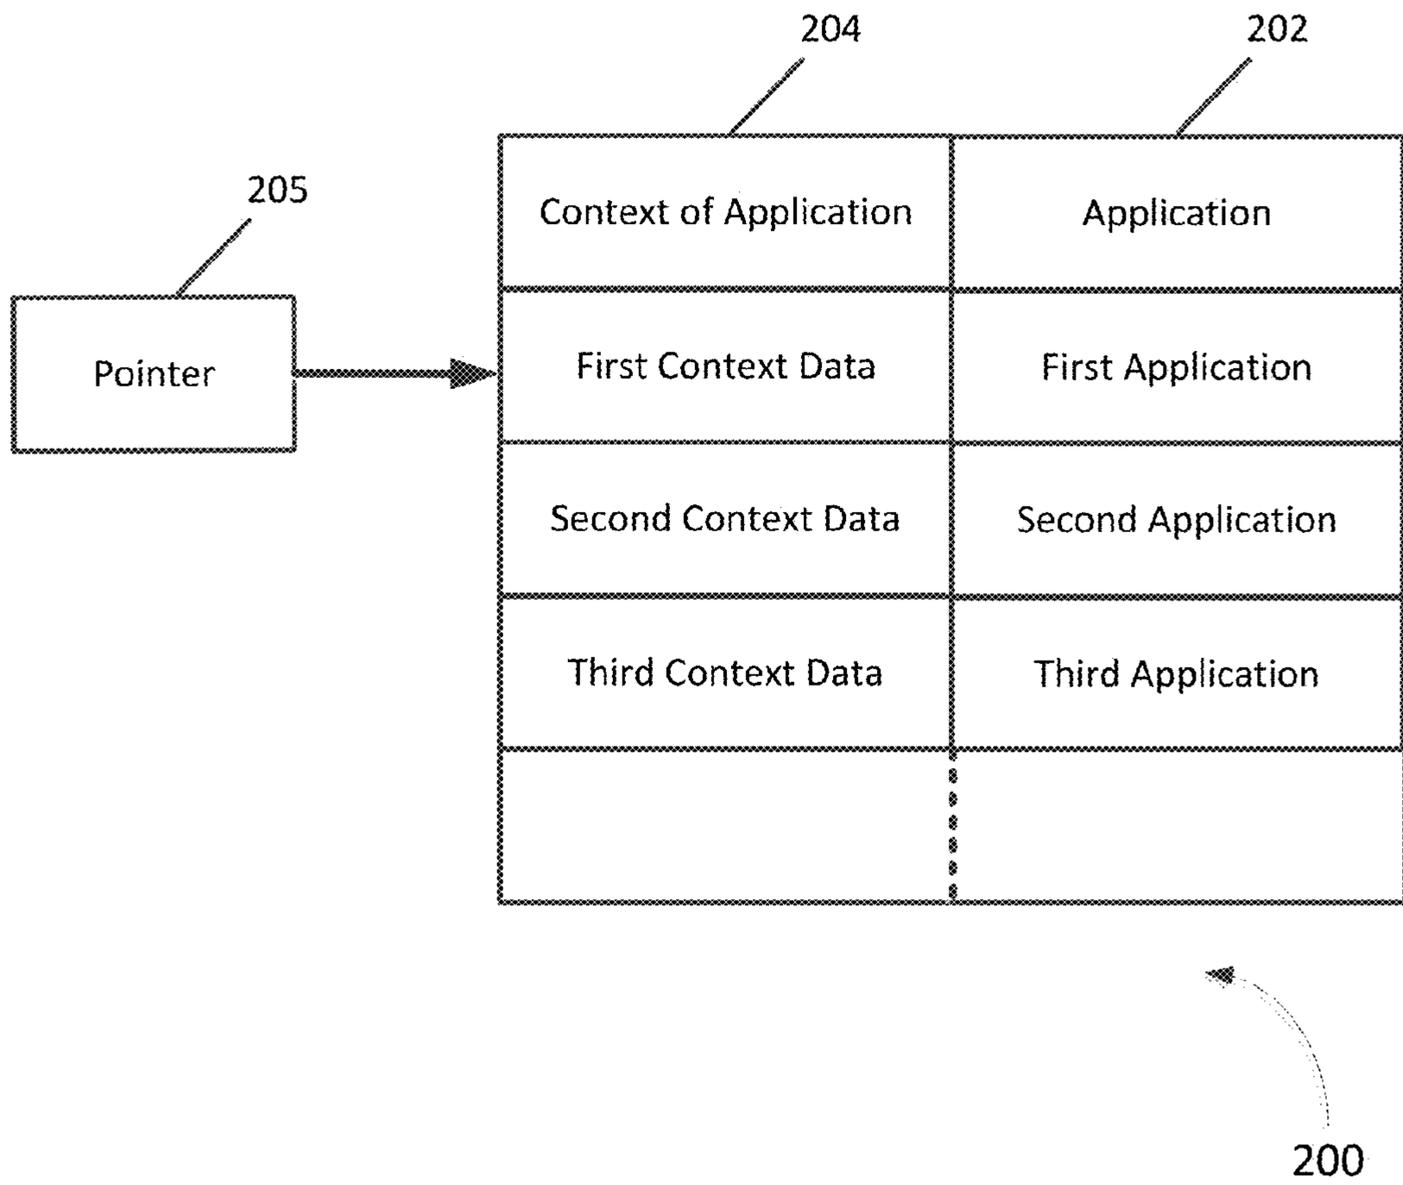 204
202
205
Context of Application
Application
Pointer
First Context Data
First Application
Second Context Data
Second Application
Third Context Data
Third Application
200